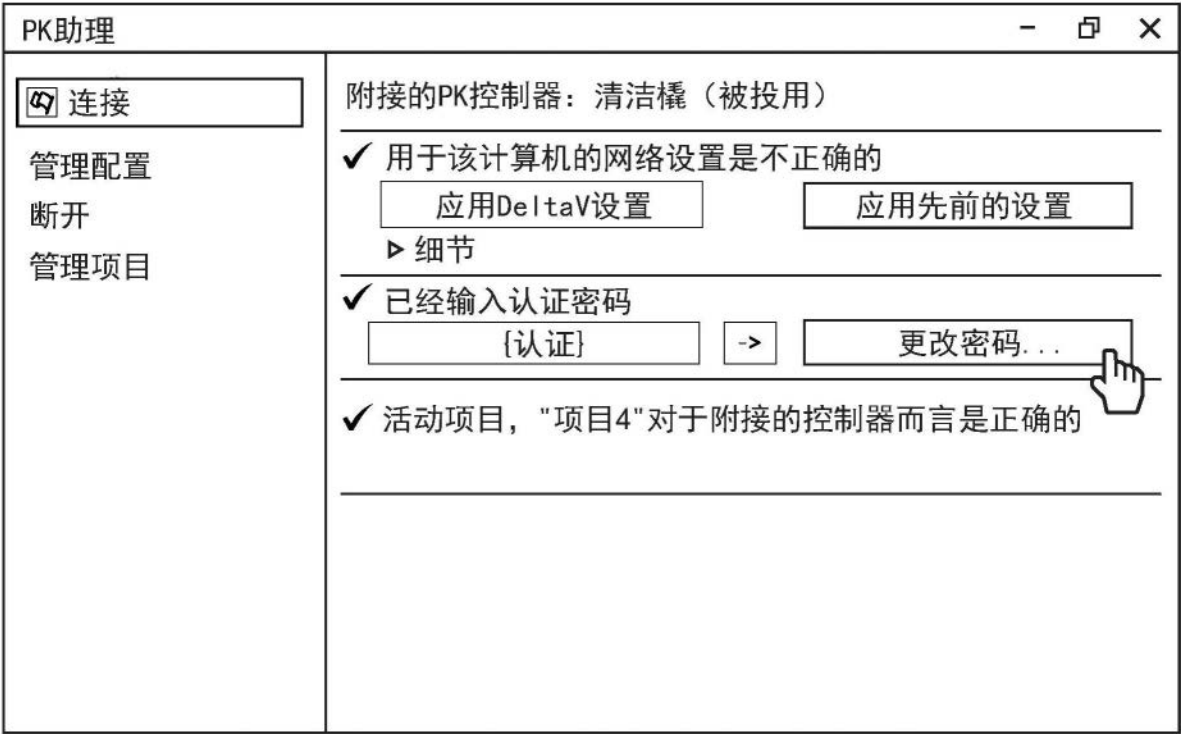 PK助理
连接
管理配置
断开
管理项目
附接的PK控制器：清洁橇（被投用）
用于该计算机的网络设置是不正确的
应用DeltaV设置 应用先前的设置
细节
已经输入认证密码
{认证} -> 更改密码...
活动项目，"项目4"对于附接的控制器而言是正确的